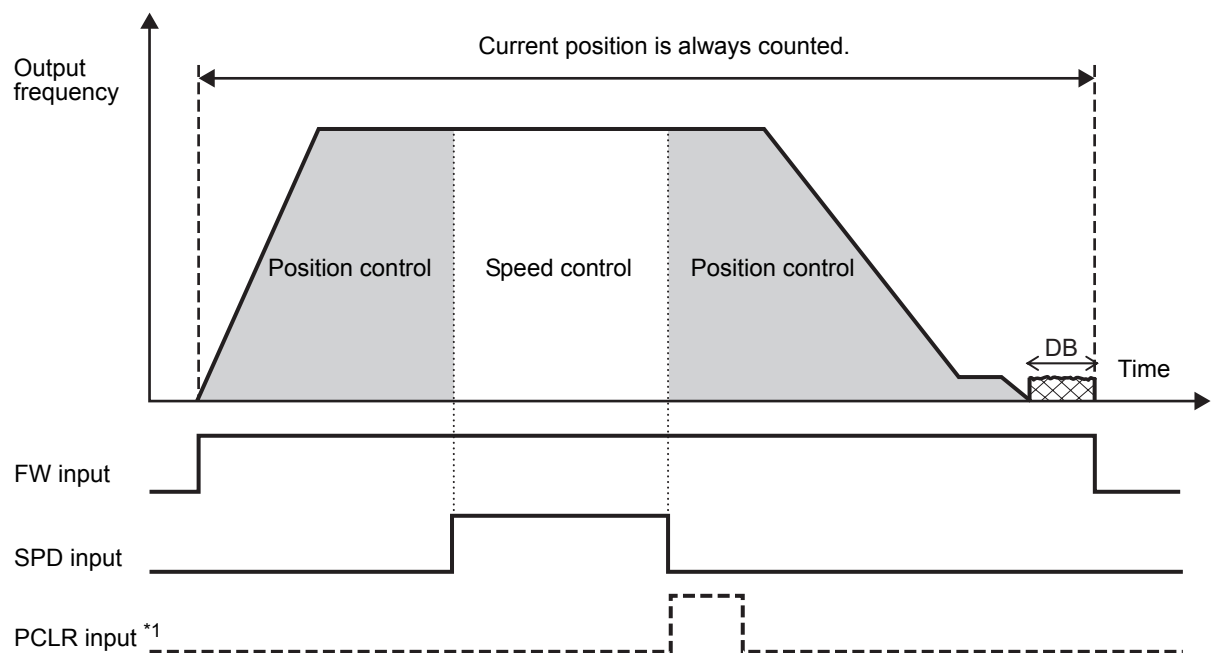 Current position is always counted.
Output
frequency
Position control
Speed control
Position control
DB
Time
FW input
SPD input
PCLR input *1